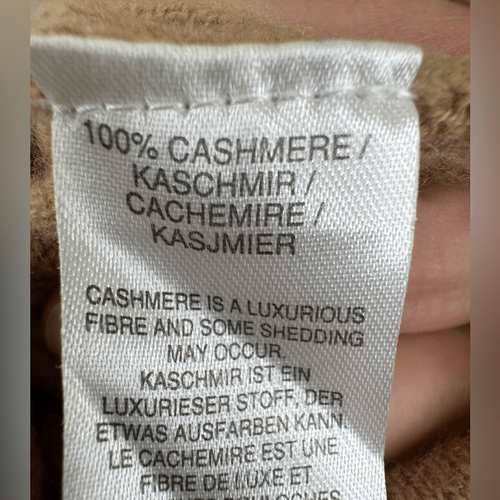 100% CASHMERE /
KASCHMIR /
CACHEMIRE /
KASJMIER
CASHMERE IS A LUXURIOUS
FIBRE AND SOME SHEDDING
MAY OCCUR.
KASCHMIR IST EIN
LUXURIESER STOFF, DER
ETWAS AUSFARBEN KANN.
LE CACHEMIRE EST UNE
FIBRE DE LUXE ET